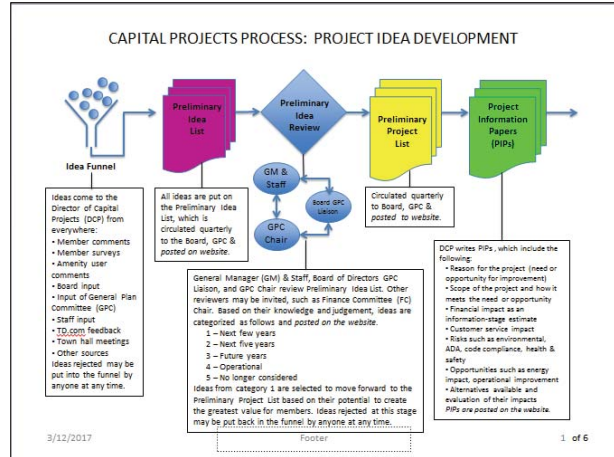 CAPITAL PROJECTS PROCESS: PROJECT IDEA DEVELOPMENT
Idea Funnel
Preliminary
Idea
List
Preliminary
Idea
Review
Preliminary
Project
List
Project
Information
Papers
(PIPs)
GM &
Staff
Board GPC
Liaison
GPC
Chair
Ideas come to the
Director of Capital
Projects (DCP) from
everywhere:
• Member comments
• Member surveys
• Amenity user
comments
• Board input
• Input of General Plan
Committee (GPC)
• Staff input
• TD.com feedback
• Town hall meetings
• Other sources
Ideas rejected may be
put into the funnel by
anyone at any time.
All ideas are put on
the Preliminary Idea
List, which is
circulated quarterly
to the Board, GPC &
posted on website.
General Manager (GM) & Staff, Board of Directors GPC
Liaison, and GPC Chair review Preliminary Idea List. Other
reviewers may be invited, such as Finance Committee (FC)
Chair. Based on their knowledge and judgement, ideas are
categorized as follows and posted on the website.
1 – Next few years
2 – Next five years
3 – Future years
4 – Operational
5 – No longer considered
Ideas from category 1 are selected to move forward to the
Preliminary Project List based on their potential to create
the greatest value for members. Ideas rejected at this stage
may be put back in the funnel by anyone at any time.
Circulated quarterly
to Board, GPC &
posted to website.
DCP writes PIPs , which include the
following:
• Reason for the project (need or
opportunity for improvement)
• Scope of the project and how it
meets the need or opportunity
• Financial impact as an
information-stage estimate
• Customer service impact
• Risks such as environmental,
ADA, code compliance, health &
safety
• Opportunities such as energy
impact, operational improvement
• Alternatives available and
evaluation of their impacts
PIPs are posted on the website.
3/12/2017
Footer
1 of 6